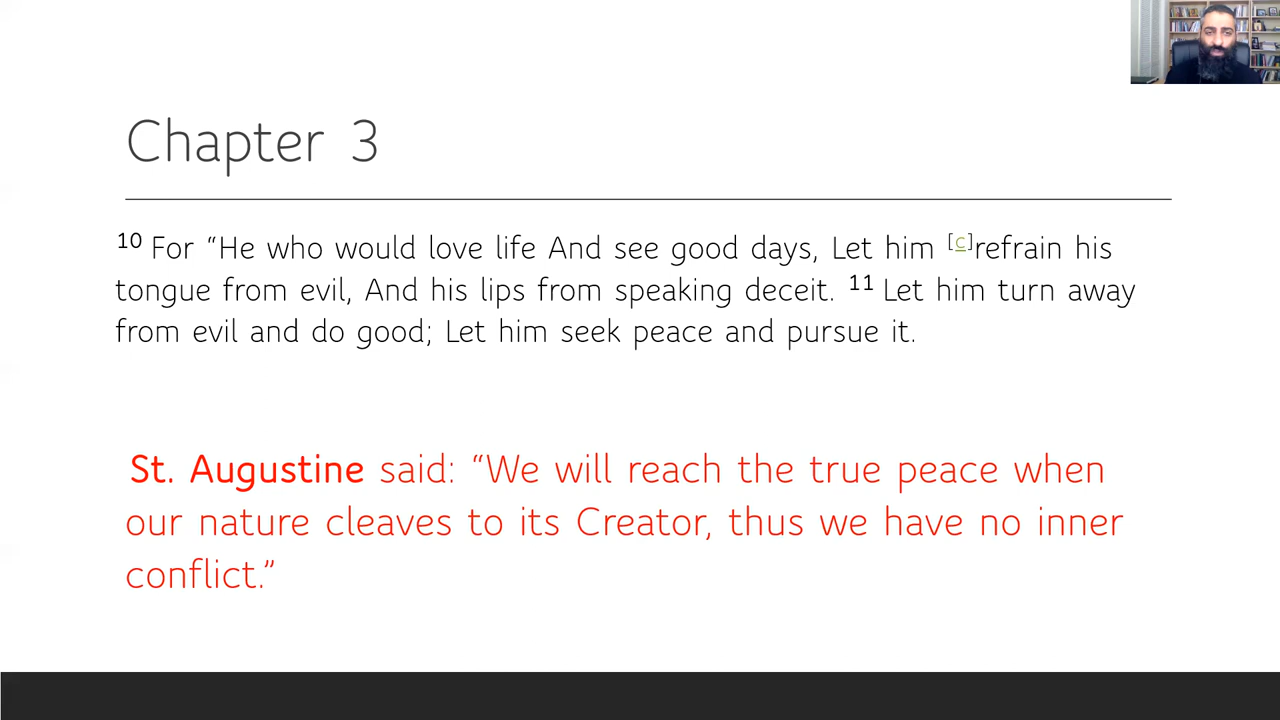 Chapter 3
10 For “He who would love life And see good days, Let him [c]refrain his
tongue from evil, And his lips from speaking deceit. 11 Let him turn away
from evil and do good; Let him seek peace and pursue it.
St. Augustine said: “We will reach the true peace when
our nature cleaves to its Creator, thus we have no inner
conflict.”